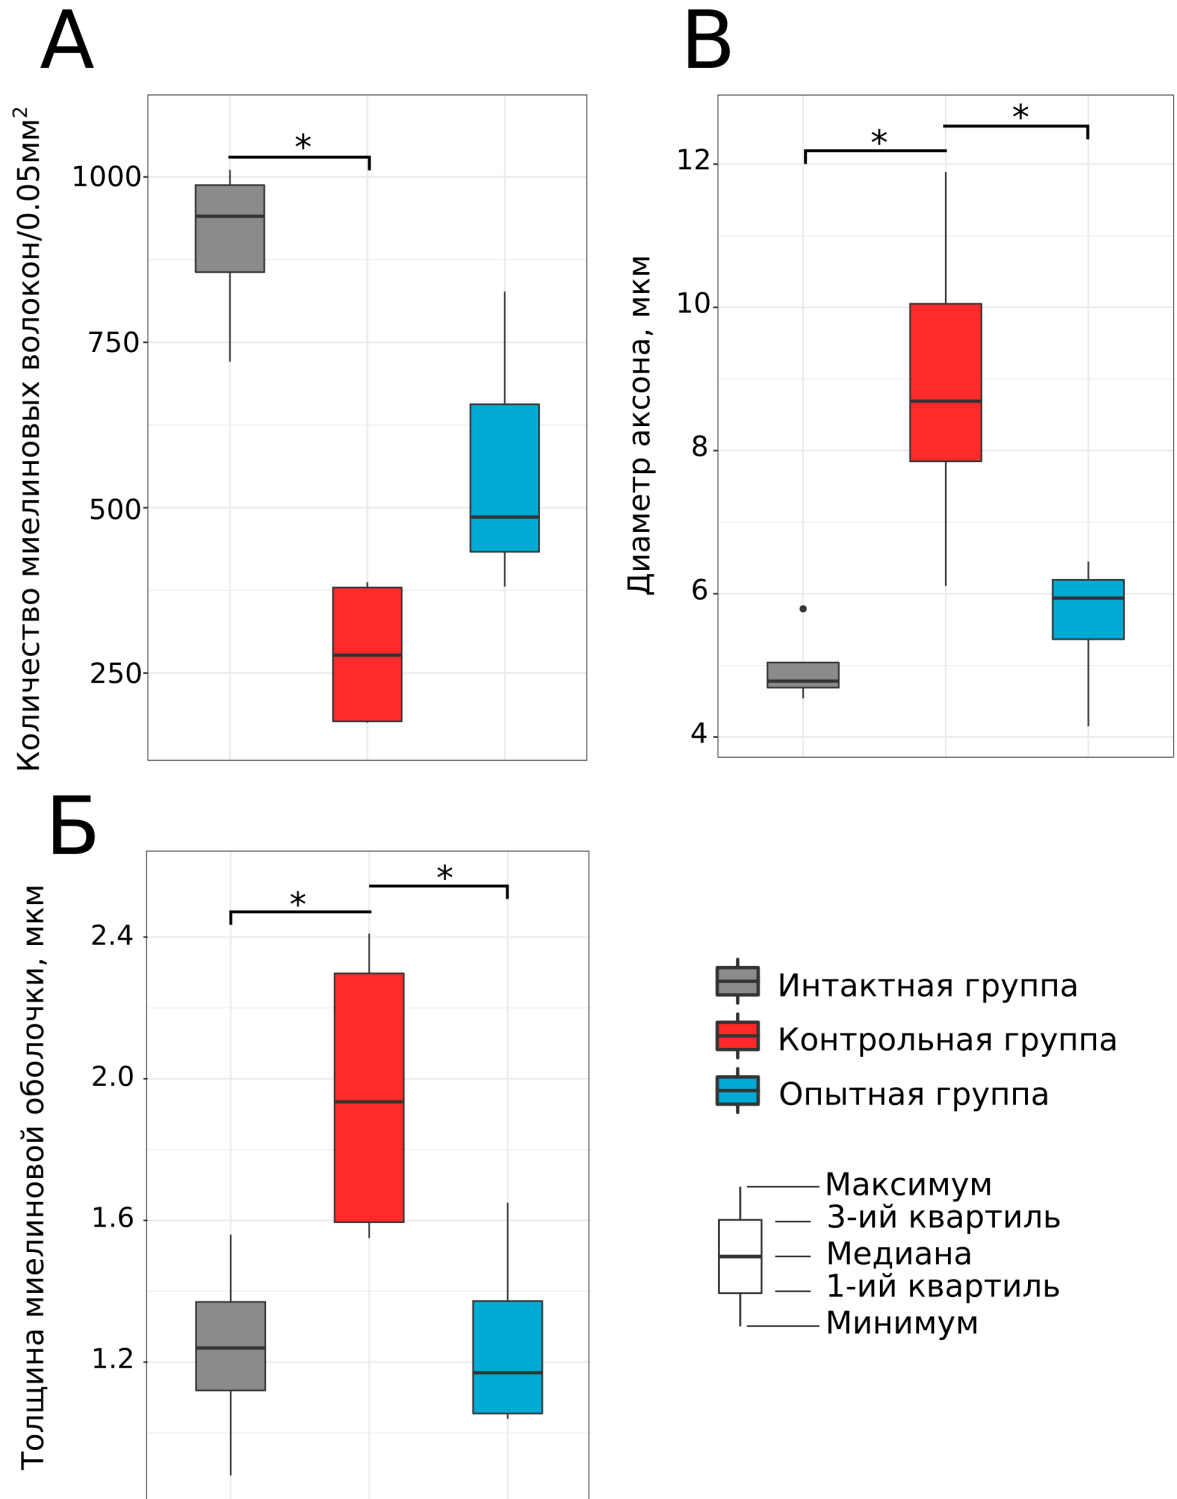 А
Количество миелиновых волокон/0.05мм²
1000
750
500
250
*
В
Диаметр аксона, мкм
12
10
8
6
4
*
*
Б
Толщина миелиновой оболочки, мкм
2.4
2.0
1.6
1.2
*
*
Интактная группа
Контрольная группа
Опытная группа
Максимум
3-ий квартиль
Медиана
1-ий квартиль
Минимум